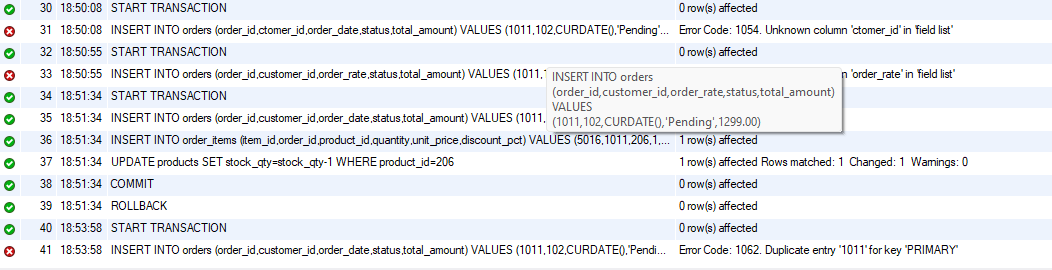 30 18:50:08 START TRANSACTION 0 row(s) affected
31 18:50:08 INSERT INTO orders (order_id,ctomer_id,order_date,status,total_amount) VALUES (1011,102,CURDATE(),'Pending'... Error Code: 1054. Unknown column 'ctomer_id' in 'field list'
32 18:50:55 START TRANSACTION 0 row(s) affected
33 18:50:55 INSERT INTO orders (order_id,customer_id,order_rate,status,total_amount) VALUES (1011, 'order_rate' in 'field list'
INSERT INTO orders
(order_id,customer_id,order_rate,status,total_amount)
VALUES
(1011,102,CURDATE(),'Pending',1299.00)
34 18:51:34 START TRANSACTION
35 18:51:34 INSERT INTO orders (order_id,customer_id,order_date,status,total_amount) VALUES (1011,
36 18:51:34 INSERT INTO order_items (item_id,order_id,product_id,quantity,unit_price,discount_pct) VALUES (5016,1011,206,1,... 1 row(s) affected
37 18:51:34 UPDATE products SET stock_qty=stock_qty-1 WHERE product_id=206 1 row(s) affected Rows matched: 1 Changed: 1 Warnings: 0
38 18:51:34 COMMIT 0 row(s) affected
39 18:51:34 ROLLBACK 0 row(s) affected
40 18:53:58 START TRANSACTION 0 row(s) affected
41 18:53:58 INSERT INTO orders (order_id,customer_id,order_date,status,total_amount) VALUES (1011,102,CURDATE(),'Pendi... Error Code: 1062. Duplicate entry '1011' for key 'PRIMARY'